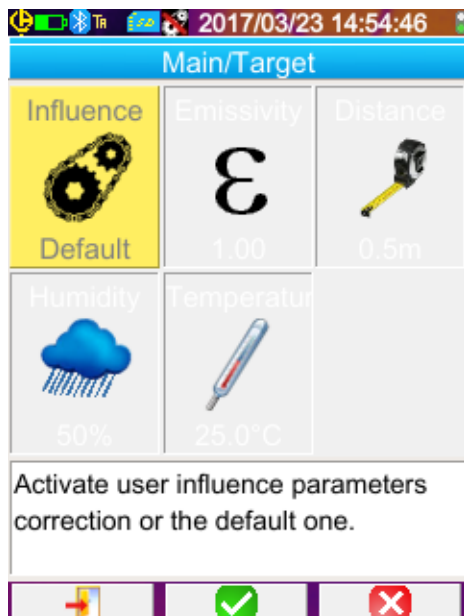 TA 2017/03/23 14:54:46
Main/Target
Influence Emissivity Distance
ε
Default 1.00 0.5m
Humidity Temperatur
50% 25.0°C
Activate user influence parameters
correction or the default one.